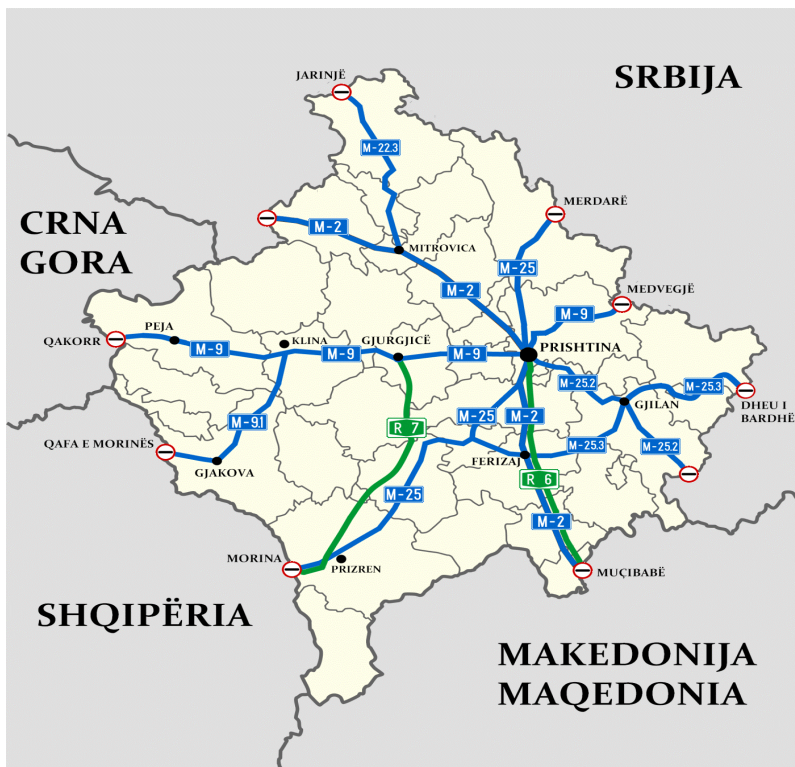 JARINJË
SRBIJA
M-22.3
MERDARË
CRNA
GORA
M-2
MITROVICA
M-25
M-2
MEDVEGJË
M-9
PEJA
QAKORR
KLINA
GJURGJICË
PRISHTINA
M-9
M-9
M-9
M-25.2
M-25.3
GJILAN
DHEU I
BARDHË
M-9.1
M-25
M-2
R 7
QAFA E MORINËS
GJAKOVA
FERIZAJ
M-25.3
M-25.2
R 6
M-25
M-2
MORINA
PRIZREN
MUÇIBABË
SHQIPËRIA
MAKEDONIJA
MAQEDONIA